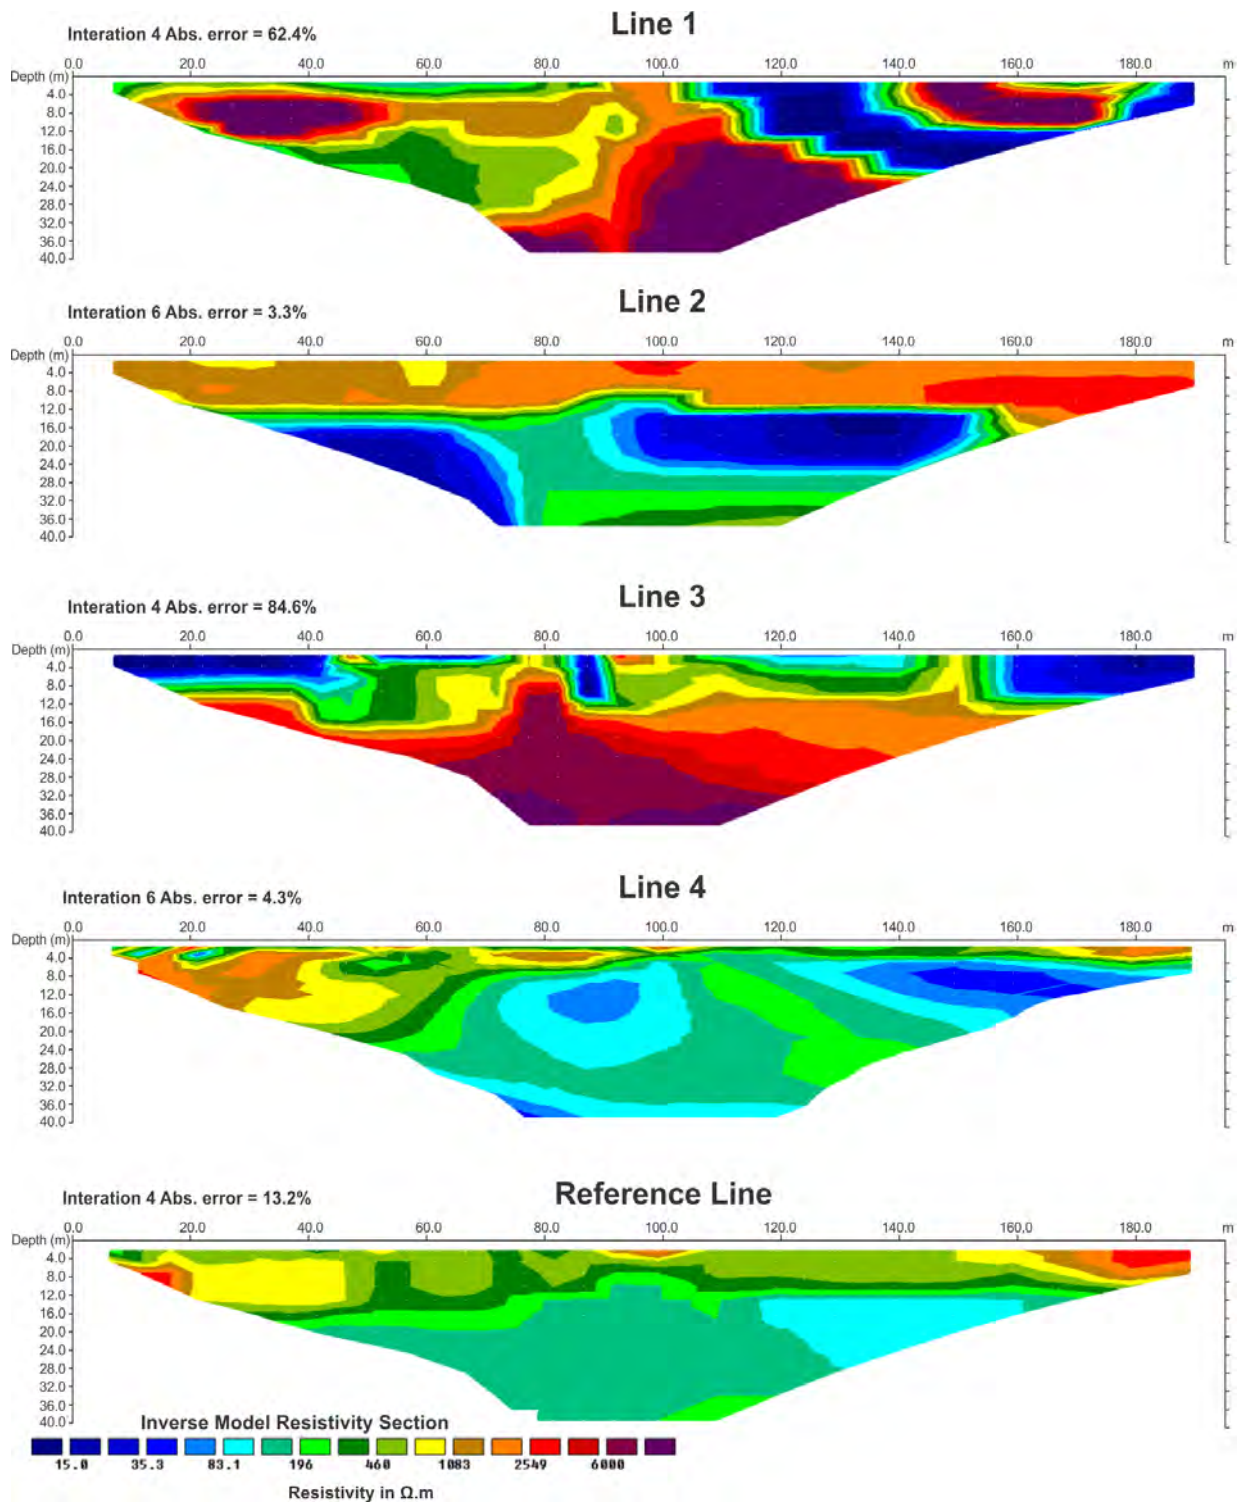 Line 1
Interation 4 Abs. error = 62.4%
0.0 20.0 40.0 60.0 80.0 100.0 120.0 140.0 160.0 180.0 m
Depth (m)
4.0
8.0
12.0
16.0
20.0
24.0
28.0
32.0
36.0
40.0
Line 2
Interation 6 Abs. error = 3.3%
0.0 20.0 40.0 60.0 80.0 100.0 120.0 140.0 160.0 180.0 m
Depth (m)
4.0
8.0
12.0
16.0
20.0
24.0
28.0
32.0
36.0
40.0
Line 3
Interation 4 Abs. error = 84.6%
0.0 20.0 40.0 60.0 80.0 100.0 120.0 140.0 160.0 180.0 m
Depth (m)
4.0
8.0
12.0
16.0
20.0
24.0
28.0
32.0
36.0
40.0
Line 4
Interation 6 Abs. error = 4.3%
0.0 20.0 40.0 60.0 80.0 100.0 120.0 140.0 160.0 180.0 m
Depth (m)
4.0
8.0
12.0
16.0
20.0
24.0
28.0
32.0
36.0
40.0
Reference Line
Interation 4 Abs. error = 13.2%
0.0 20.0 40.0 60.0 80.0 100.0 120.0 140.0 160.0 180.0 m
Depth (m)
4.0
8.0
12.0
16.0
20.0
24.0
28.0
32.0
36.0
40.0
Inverse Model Resistivity Section
15.0 35.3 83.1 196 460 1083 2549 6000
Resistivity in Ω.m